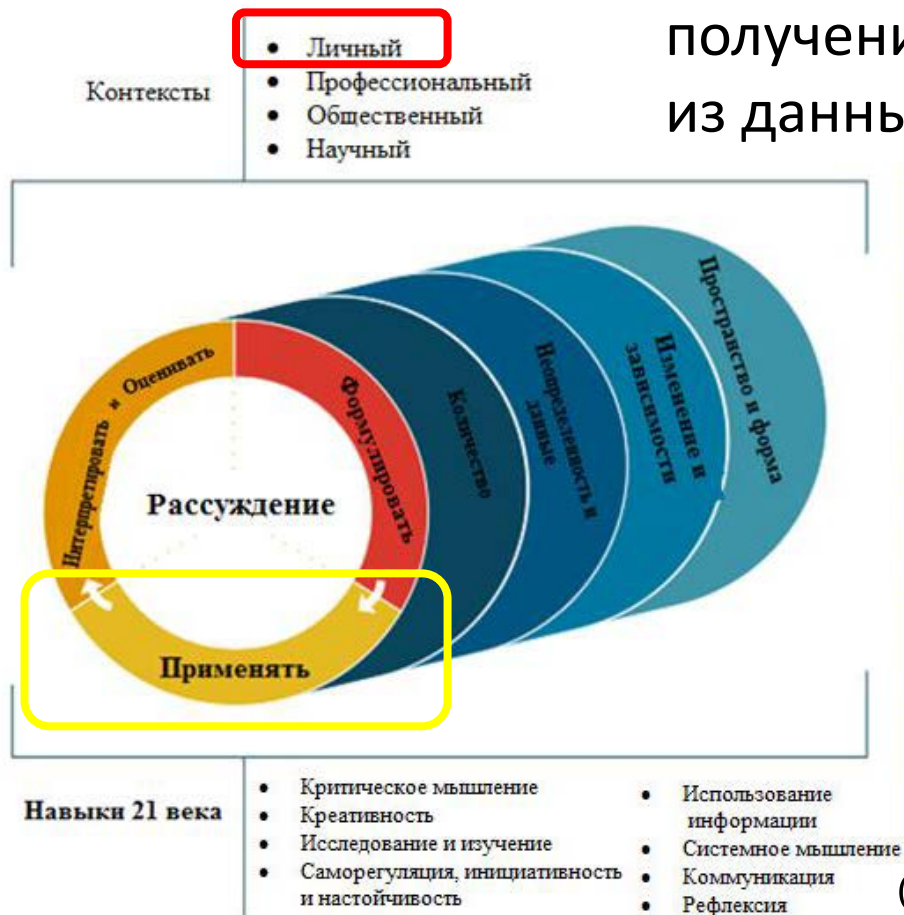 получени
из даннь
Контексты
• Личный
• Профессиональный
• Общественный
• Научный
Интерпретировать и Оценивать
Формулировать
Рассуждение
Применять
Количество
Неопределенность и
данные
Изменение и
зависимости
Пространство и форма
Навыки 21 века
• Критическое мышление
• Креативность
• Исследование и изучение
• Саморегуляция, инициативность
и настойчивость
• Использование
информации
• Системное мышление
• Коммуникация
• Рефлексия